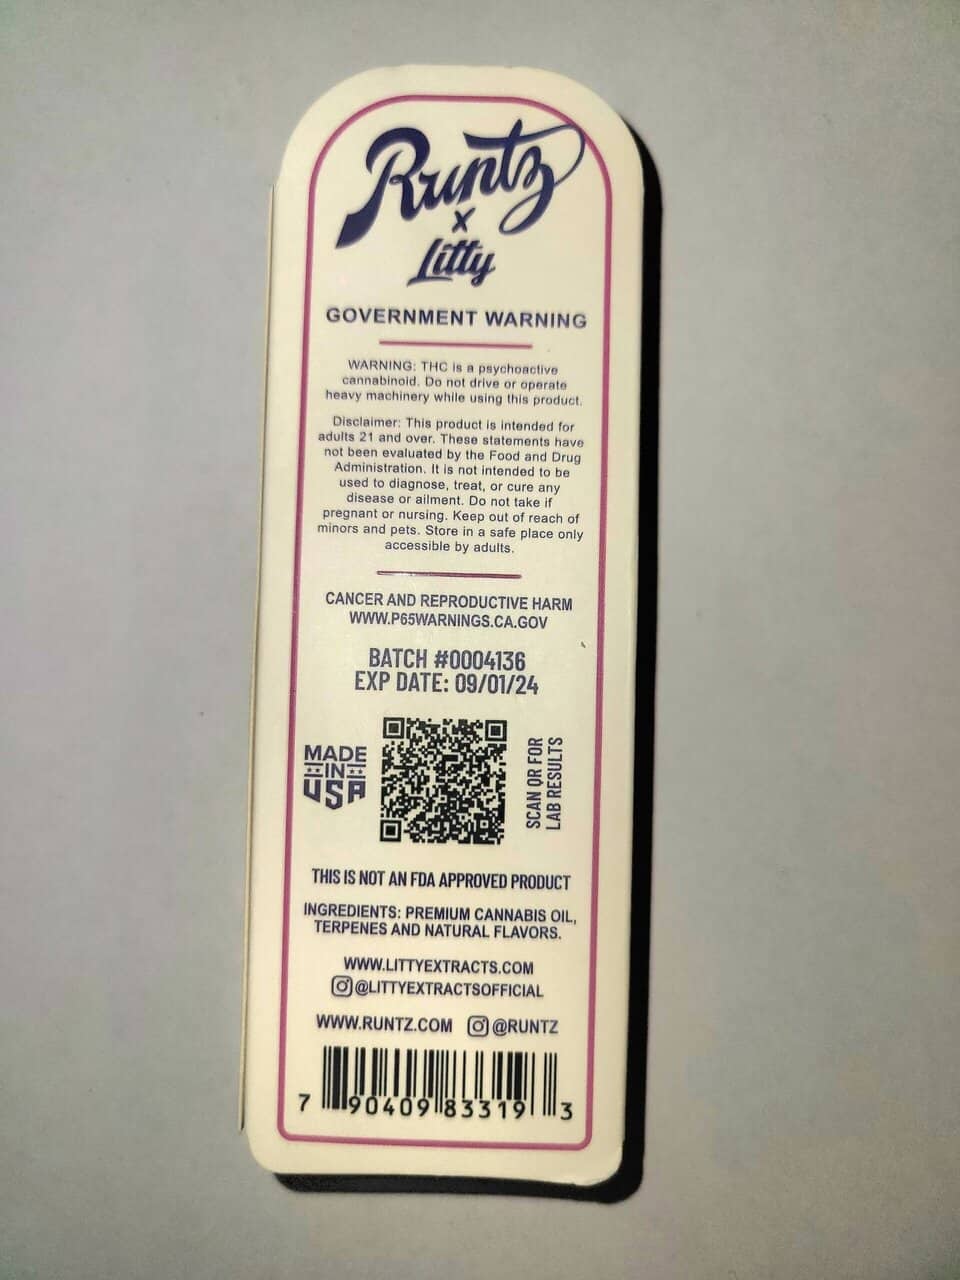 Runtz
x
Litty
GOVERNMENT WARNING
WARNING: THC is a psychoactive
cannabinoid. Do not drive or operate
heavy machinery while using this product.
Disclaimer: This product is intended for
adults 21 and over. These statements have
not been evaluated by the Food and Drug
Administration. It is not intended to be
used to diagnose, treat, or cure any
disease or ailment. Do not take if
pregnant or nursing. Keep out of reach of
minors and pets. Store in a safe place only
accessible by adults.
CANCER AND REPRODUCTIVE HARM
WWW.P65WARNINGS.CA.GOV
BATCH #0004136
EXP DATE: 09/01/24
MADE
IN
USA
SCAN QR FOR
LAB RESULTS
THIS IS NOT AN FDA APPROVED PRODUCT
INGREDIENTS: PREMIUM CANNABIS OIL,
TERPENES AND NATURAL FLAVORS.
WWW.LITTYEXTRACTS.COM
@LITTYEXTRACTSOFFICIAL
WWW.RUNTZ.COM @RUNTZ
7 90409 83319 3